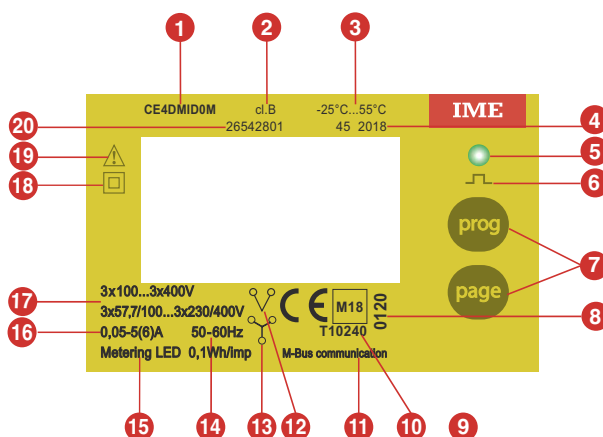 1 2 3
CE4DMID0M cl.B -25°C...55°C IME
20 26542801 45 2018 4
19 5
18 6
prog
7
page
17 3x100...3x400V
3x57,7/100...3x230/400V CE M18 0120 8
16 0,05-5(6)A 50-60Hz T10240
Metering LED 0,1Wh/imp M-Bus communication
15 14 13 12 11 10 9